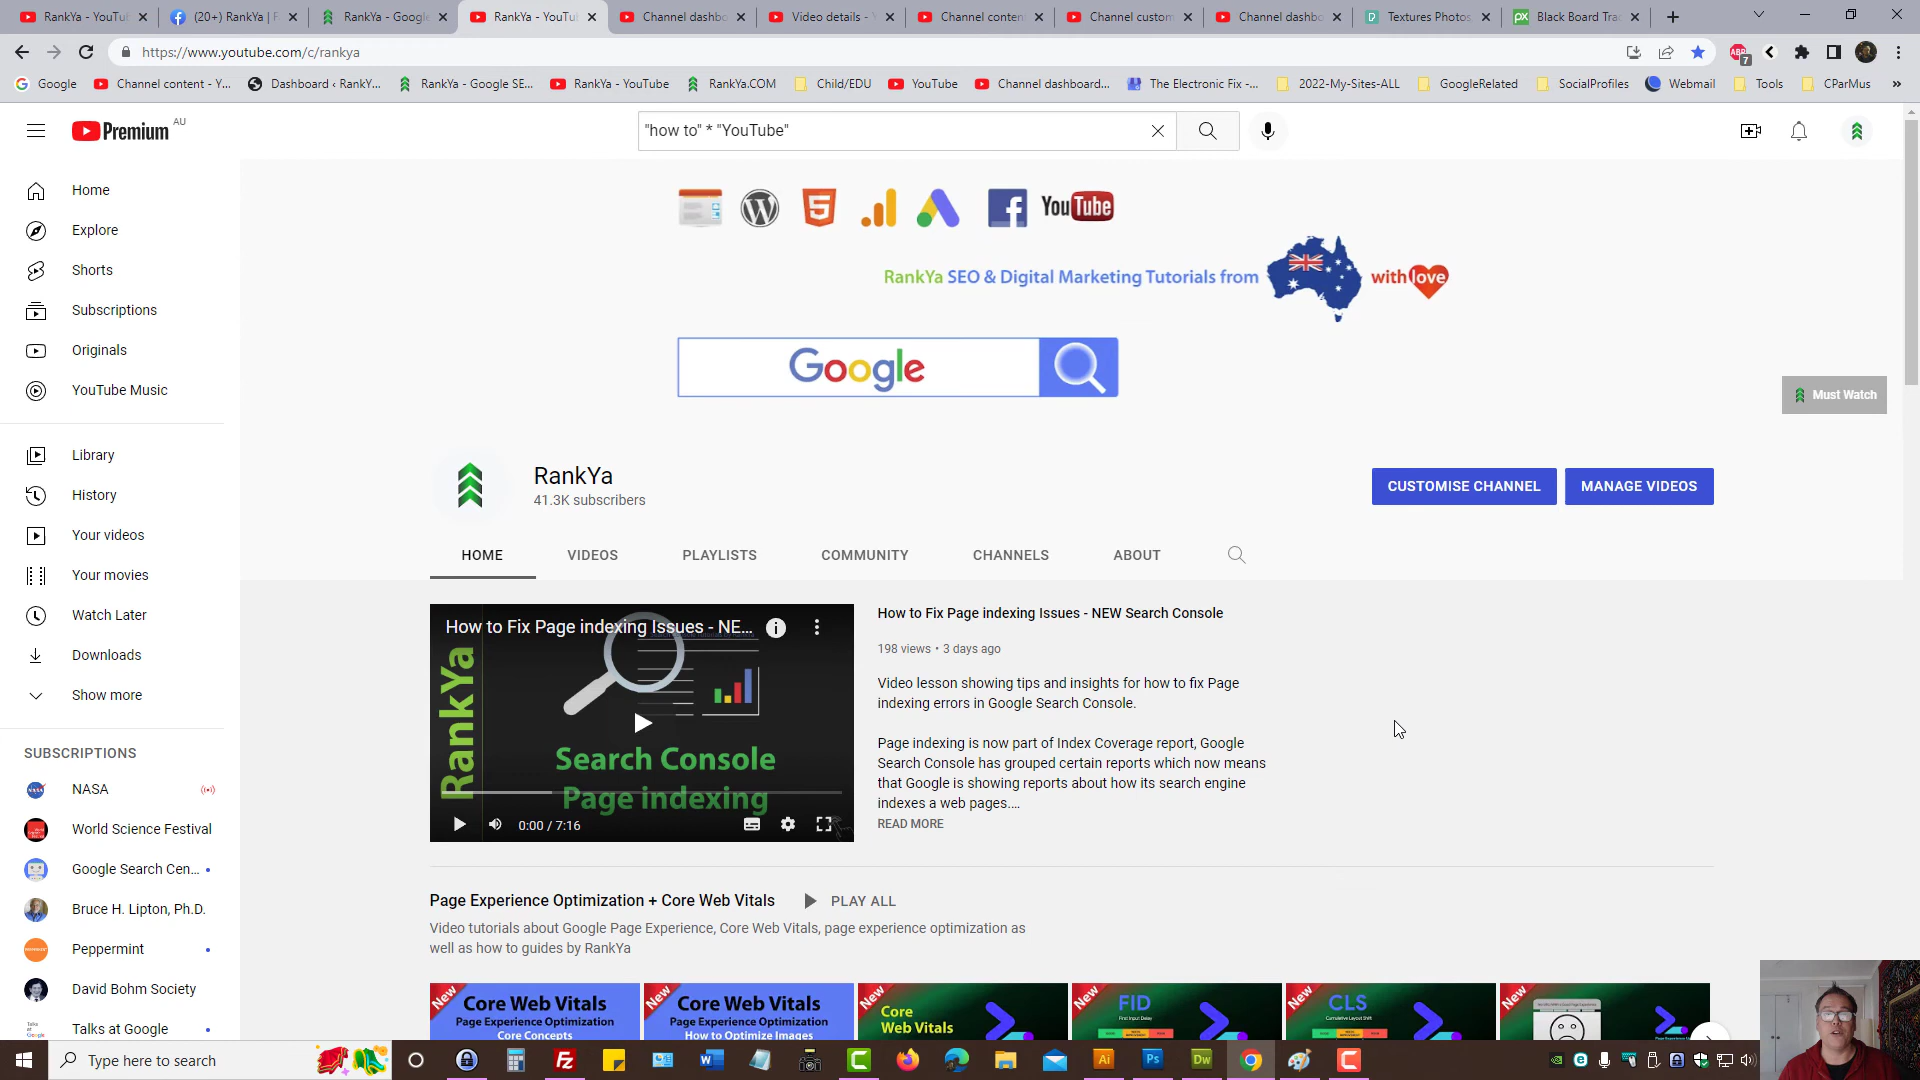 RankYa - YouTu
(20+) RankYa | F
RankYa - Google
RankYa - YouTu
Channel dashbo
Video details - Y
Channel conten
Channel custom
Channel dashbo
Textures Photos
Black Board Tra
https://www.youtube.com/c/rankya
ABP
7
Google
Channel content - Y...
Dashboard ‹ RankY...
RankYa - Google SE...
RankYa - YouTube
RankYa.COM
Child/EDU
YouTube
Channel dashboard...
The Electronic Fix -...
2022-My-Sites-ALL
GoogleRelated
SocialProfiles
Webmail
Tools
CParMus
»
Premium AU
"how to" * "YouTube"
Home
Explore
Shorts
Subscriptions
Originals
YouTube Music
Library
History
Your videos
Your movies
Watch Later
Downloads
Show more
SUBSCRIPTIONS
NASA
World Science Festival
Google Search Cen...
Bruce H. Lipton, Ph.D.
Peppermint
David Bohm Society
Talks at Google
YouTube
RankYa SEO & Digital Marketing Tutorials from with love
Google
Must Watch
RankYa
41.3K subscribers
CUSTOMISE CHANNEL
MANAGE VIDEOS
HOME
VIDEOS
PLAYLISTS
COMMUNITY
CHANNELS
ABOUT
How to Fix Page indexing Issues - NE...
RankYa
Search Console
Page indexing
0:00 / 7:16
How to Fix Page indexing Issues - NEW Search Console
198 views • 3 days ago
Video lesson showing tips and insights for how to fix Page
indexing errors in Google Search Console.
Page indexing is now part of Index Coverage report, Google
Search Console has grouped certain reports which now means
that Google is showing reports about how its search engine
indexes a web pages....
READ MORE
Page Experience Optimization + Core Web Vitals
PLAY ALL
Video tutorials about Google Page Experience, Core Web Vitals, page experience optimization as
well as how to guides by RankYa
New
Core Web Vitals
Page Experience Optimization
Core Concepts
New
Core Web Vitals
Page Experience Optimization
How to Optimize Images
New
Core
Web Vitals
New
FID
First Input Delay
New
CLS
Cumulative Layout Shift
New
Type here to search